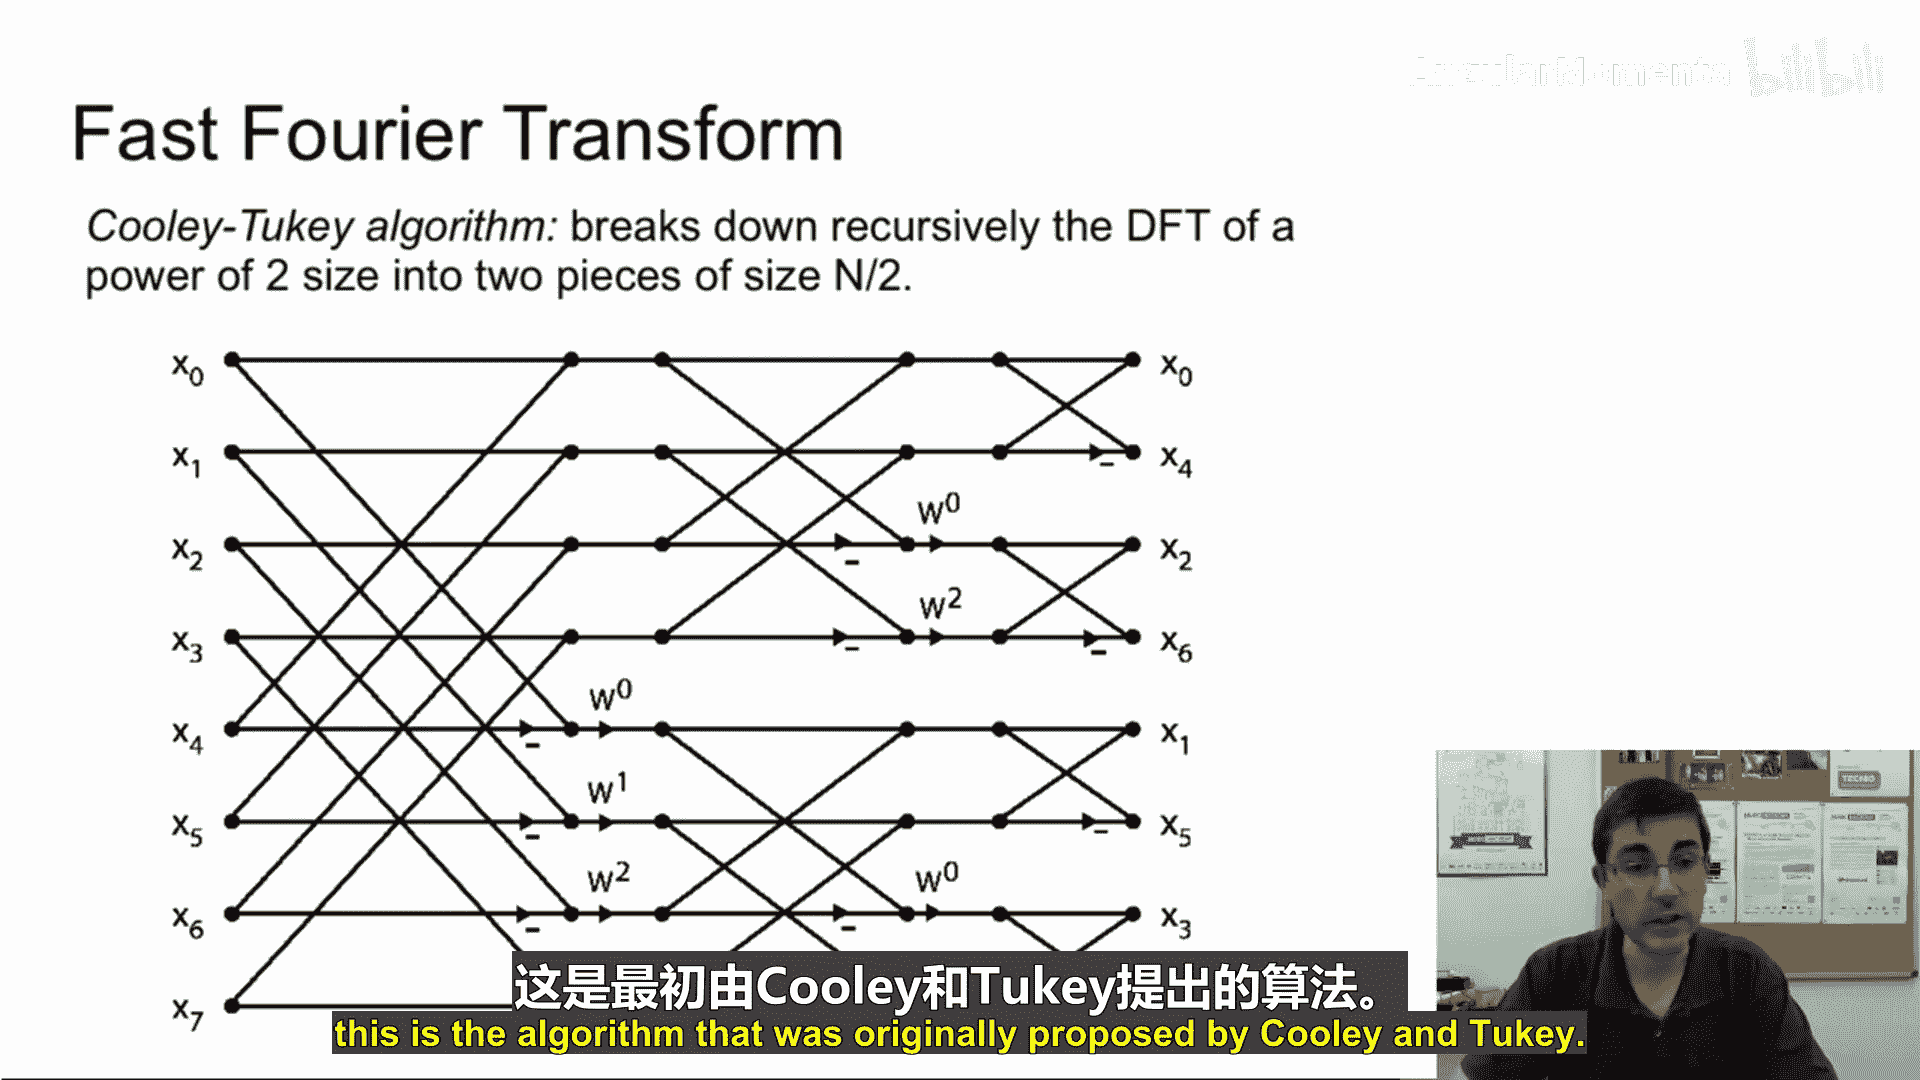 bilibili
Fast Fourier Transform
Cooley-Tukey algorithm: breaks down recursively the DFT of a
power of 2 size into two pieces of size N/2.
x0 x0
x1 x4
W0
x2 x2
W2
x3 x6
W0
x4 x1
W1
x5 x5
W2 W0
x6 x3
x7
TECNIO
这是最初由Cooley和Tukey提出的算法。
this is the algorithm that was originally proposed by Cooley and Tukey.